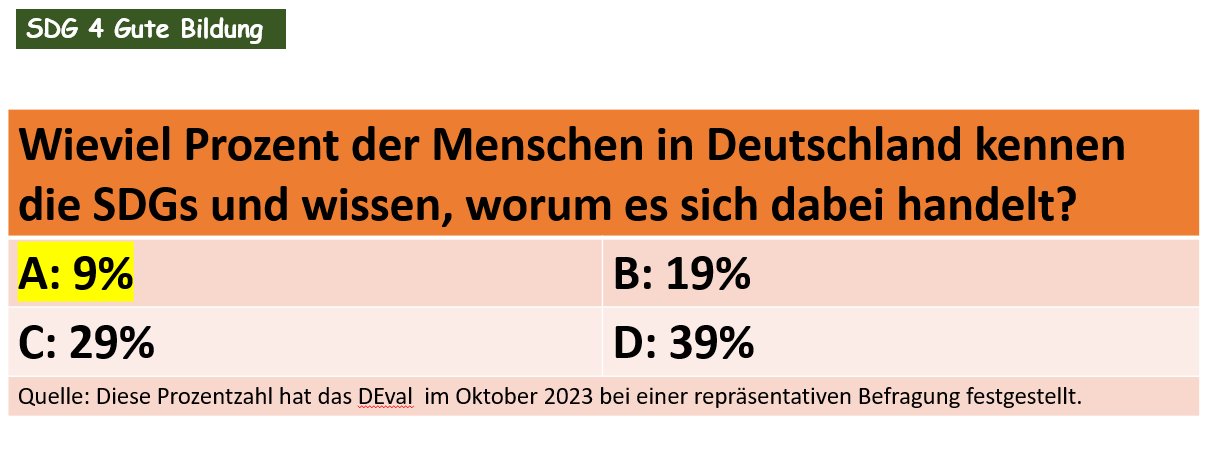 SDG 4 Gute Bildung
Wieviel Prozent der Menschen in Deutschland kennen
die SDGs und wissen, worum es sich dabei handelt?
A: 9%
B: 19%
C: 29%
D: 39%
Quelle: Diese Prozentzahl hat das DEval im Oktober 2023 bei einer repräsentativen Befragung festgestellt.